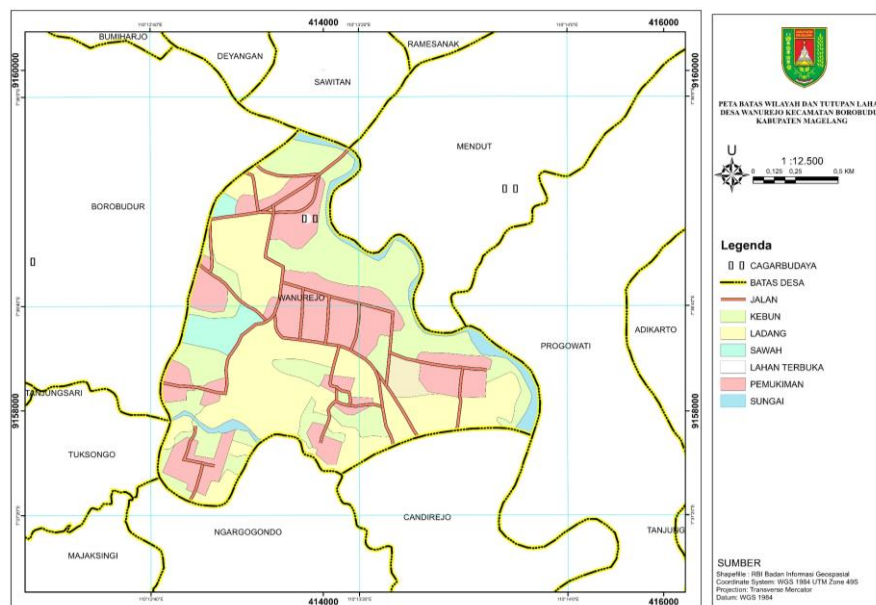 414000
416000
9160000
9158000
BUMIHARJO
DEYANGAN
RAMESANAK
SAWITAN
MENDUT
BOROBUDUR
WANUREJO
PROGOWATI
ADIKARTO
TANJUNGSARI
TUKSONGO
NGARGOGONDO
CANDIREJO
TANJUNG
MAJAKSINGI
414000
416000
9160000
9158000
PETA BATAS WILAYAH DAN TUTUPAN LAHA
DESA WANUREJO KECAMATAN BOROBUDU
KABUPATEN MAGELANG
U
1 :12.500
0 0,125 0,25 0,5 KM
Legenda
CAGARBUDAYA
BATAS DESA
JALAN
KEBUN
LADANG
SAWAH
LAHAN TERBUKA
PEMUKIMAN
SUNGAI
SUMBER
Shapefile : RBI Badan Informasi Geospasial
Coordinate System: WGS 1984 UTM Zone 49S
Projection: Transverse Mercator
Datum: WGS 1984